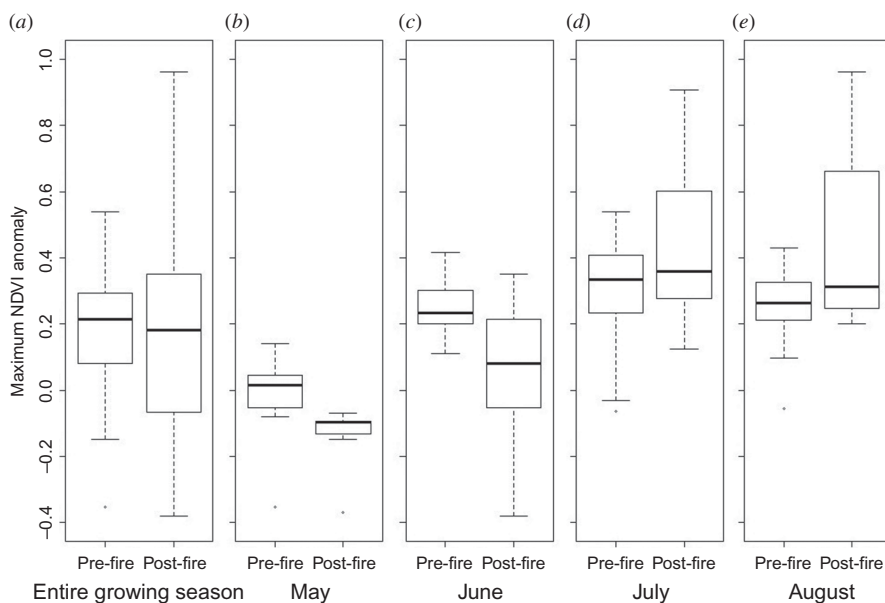 (a) (b) (c) (d) (e)
Maximum NDVI anomaly
1.0
0.8
0.6
0.4
0.2
0.0
−0.2
−0.4
Pre-fire Post-fire Pre-fire Post-fire Pre-fire Post-fire Pre-fire Post-fire Pre-fire Post-fire
Entire growing season May June July August